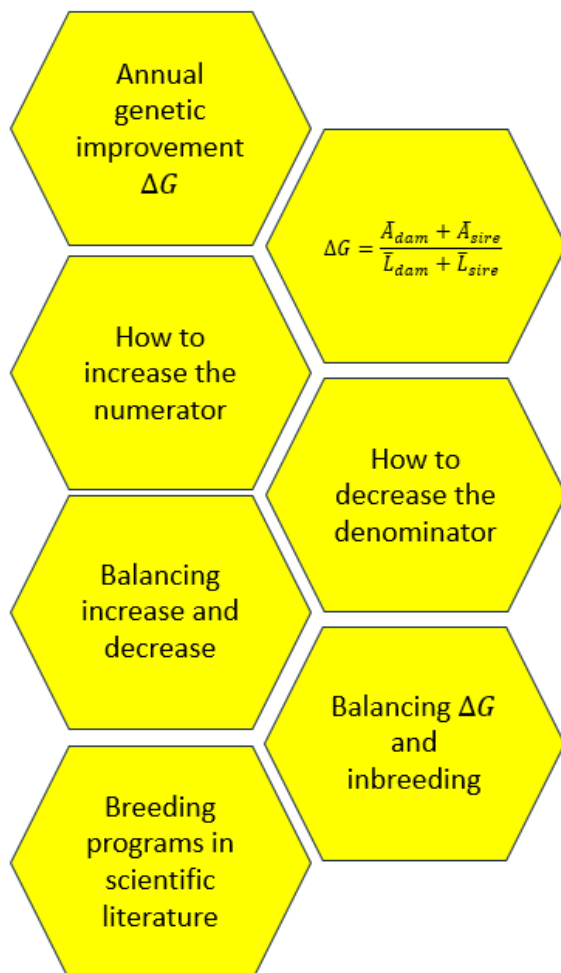 Annual
genetic
improvement
Δ𝐺
Δ𝐺 = (Ā_dam + Ā_sire) / (L̄_dam + L̄_sire)
How to
increase the
numerator
How to
decrease the
denominator
Balancing
increase and
decrease
Balancing Δ𝐺
and
inbreeding
Breeding
programs in
scientific
literature